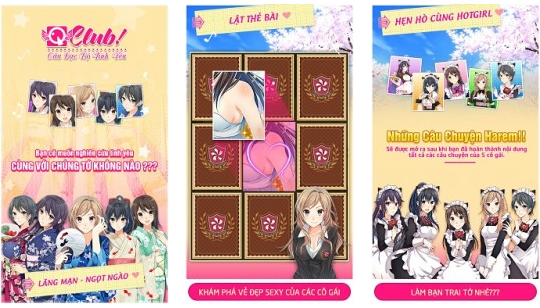 Q Club!
Câu Lạc Bộ Tình Yêu
Bạn có muốn nghiên cứu tình yêu
CÙNG VỚI CHÚNG TỚ KHÔNG NÀO ???
LÃNG MẠN - NGỌT NGÀO
LẬT THẺ BÀI
KHÁM PHÁ VẺ ĐẸP SEXY CỦA CÁC CÔ GÁI
HẸN HÒ CÙNG HOTGIRL
Những Câu Chuyện Harem!!
Sẽ được mở ra sau khi bạn đã hoàn thành nội dung
tất cả các câu chuyện của 5 cô gái.
LÀM BẠN TRAI TỚ NHÉ???